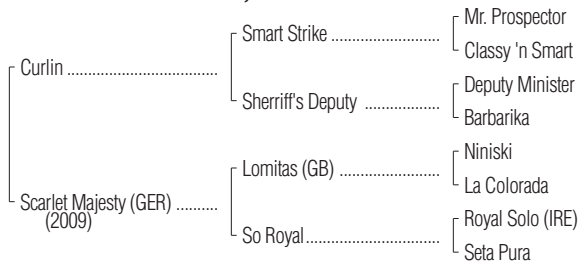 Mr. Prospector
Smart Strike ........................
Classy 'n Smart
Curlin ..................................
Deputy Minister
Sherriff's Deputy .................
Barbarika
Niniski
Lomitas (GB) .......................
La Colorada
Scarlet Majesty (GER) ..........
(2009)
Royal Solo (IRE)
So Royal..............................
Seta Pura